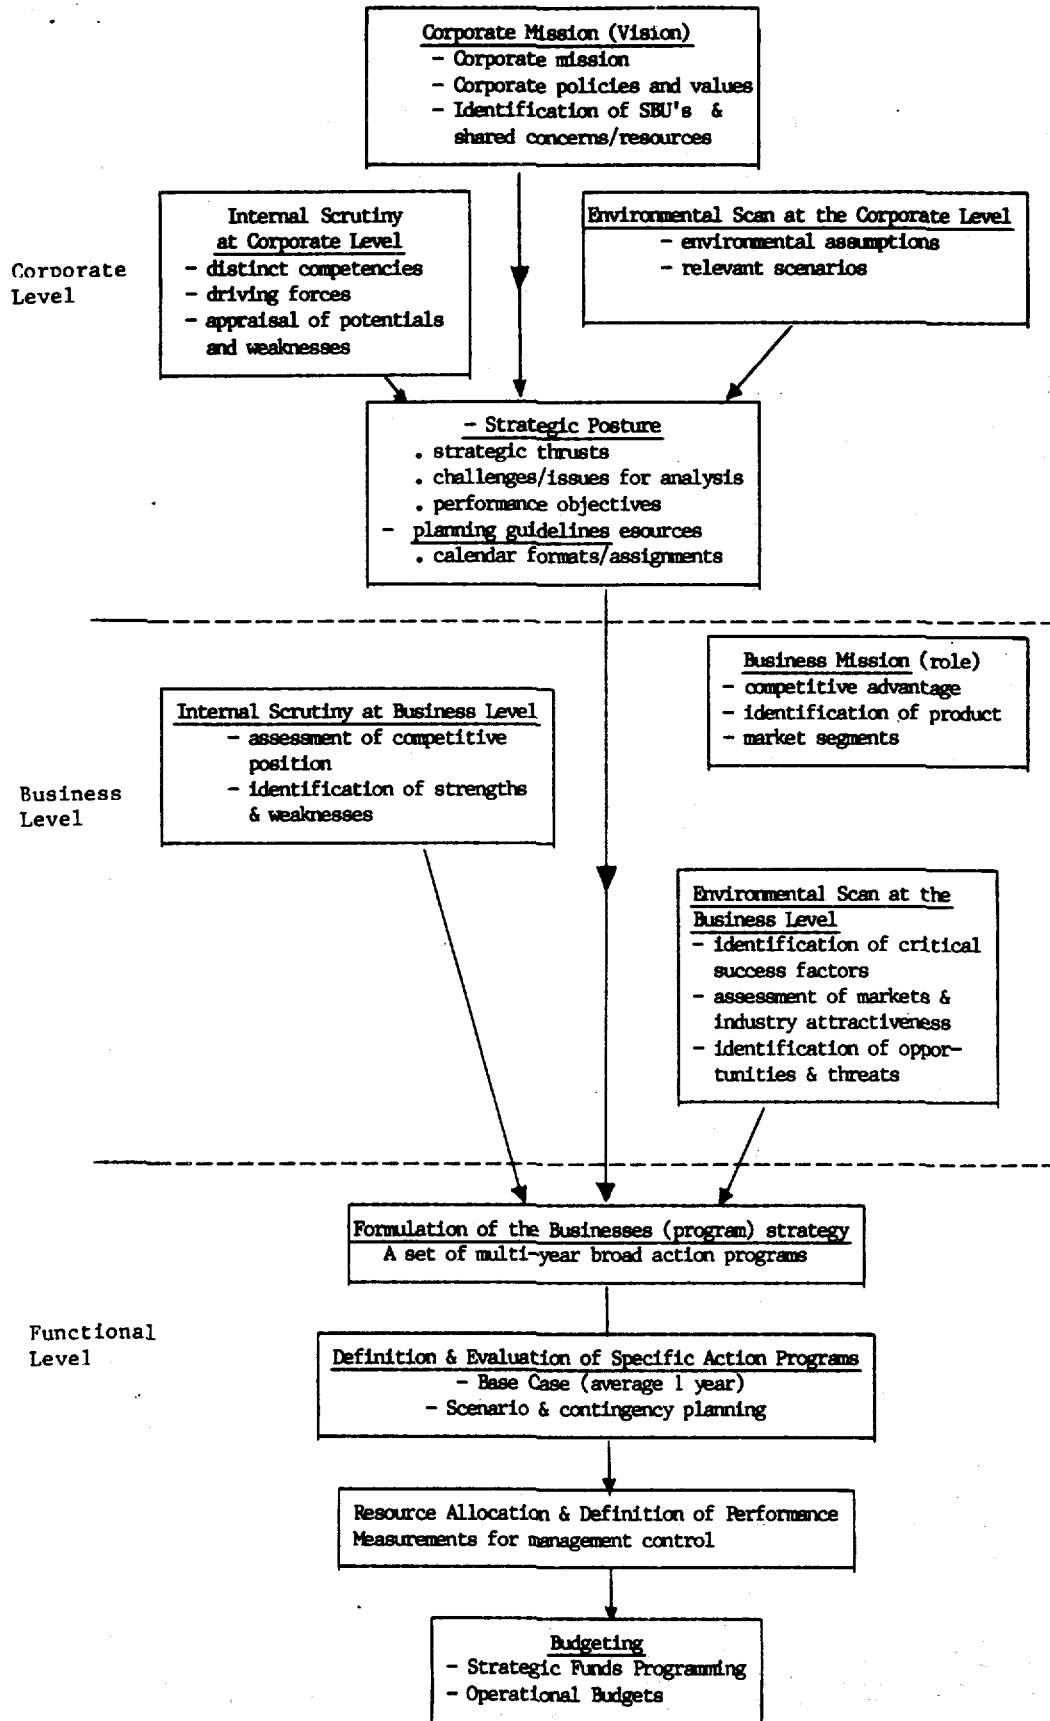 Corporate Mission (Vision)
- Corporate mission
- Corporate policies and values
- Identification of SBU's &
shared concerns/resources
Corporate
Level
Internal Scrutiny
at Corporate Level
- distinct competencies
- driving forces
- appraisal of potentials
and weaknesses
Environmental Scan at the Corporate Level
- environmental assumptions
- relevant scenarios
- Strategic Posture
. strategic thrusts
. challenges/issues for analysis
. performance objectives
- planning guidelines esources
. calendar formats/assignments
Business
Level
Internal Scrutiny at Business Level
- assessment of competitive
position
- identification of strengths
& weaknesses
Business Mission (role)
- competitive advantage
- identification of product
- market segments
Environmental Scan at the
Business Level
- identification of critical
success factors
- assessment of markets &
industry attractiveness
- identification of oppor-
tunities & threats
Functional
Level
Formulation of the Businesses (program) strategy
A set of multi-year broad action programs
Definition & Evaluation of Specific Action Programs
- Base Case (average 1 year)
- Scenario & contingency planning
Resource Allocation & Definition of Performance
Measurements for management control
Budgeting
- Strategic Funds Programming
- Operational Budgets